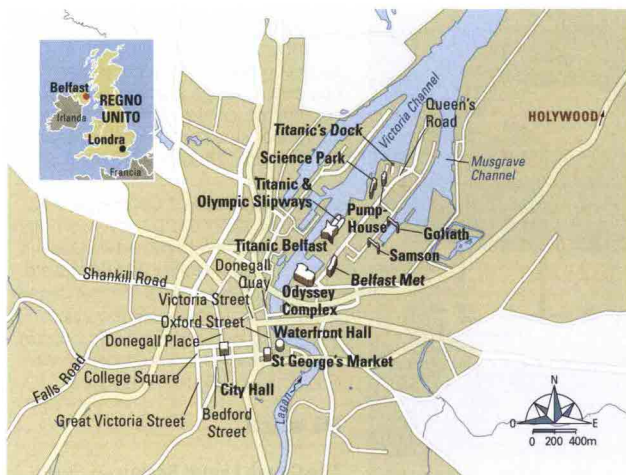 Belfast
REGNO
UNITO
Irlanda
Londra
Francia
Victoria Channel
Queen's
Road
HOLYWOOD
Titanic's Dock
Science Park
Musgrave
Channel
Titanic &
Olympic Slipways
Pump-
House
Goliath
Titanic Belfast
Samson
Donegall
Quay
Belfast Met
Shankill Road
Victoria Street
Odyssey
Complex
Oxford Street
Waterfront Hall
Donegall Place
St George's Market
Falls Road
College Square
City Hall
Lagan
Great Victoria Street
Bedford
Street
N
O
E
0 200 400m